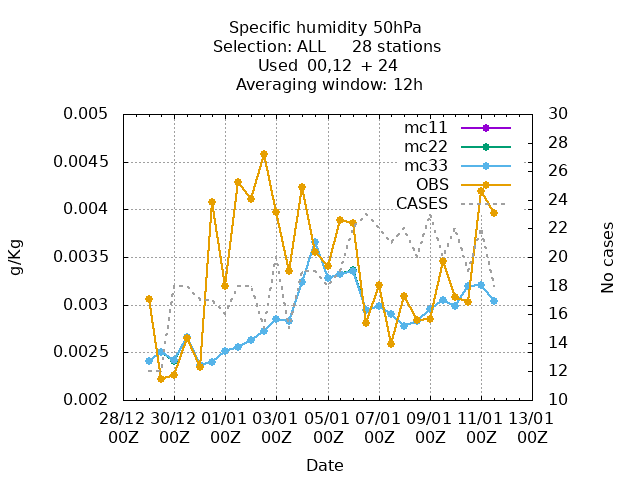 Specific humidity 50hPa
Selection: ALL 28 stations
Used 00,12 + 24
Averaging window: 12h
0.005
0.0045
0.004
0.0035
0.003
0.0025
0.002
g/Kg
30
28
26
24
22
20
18
16
14
12
10
No cases
mc11
mc22
mc33
OBS
CASES
28/12 30/12 01/01 03/01 05/01 07/01 09/01 11/01 13/01
00Z 00Z 00Z 00Z 00Z 00Z 00Z 00Z 00Z
Date